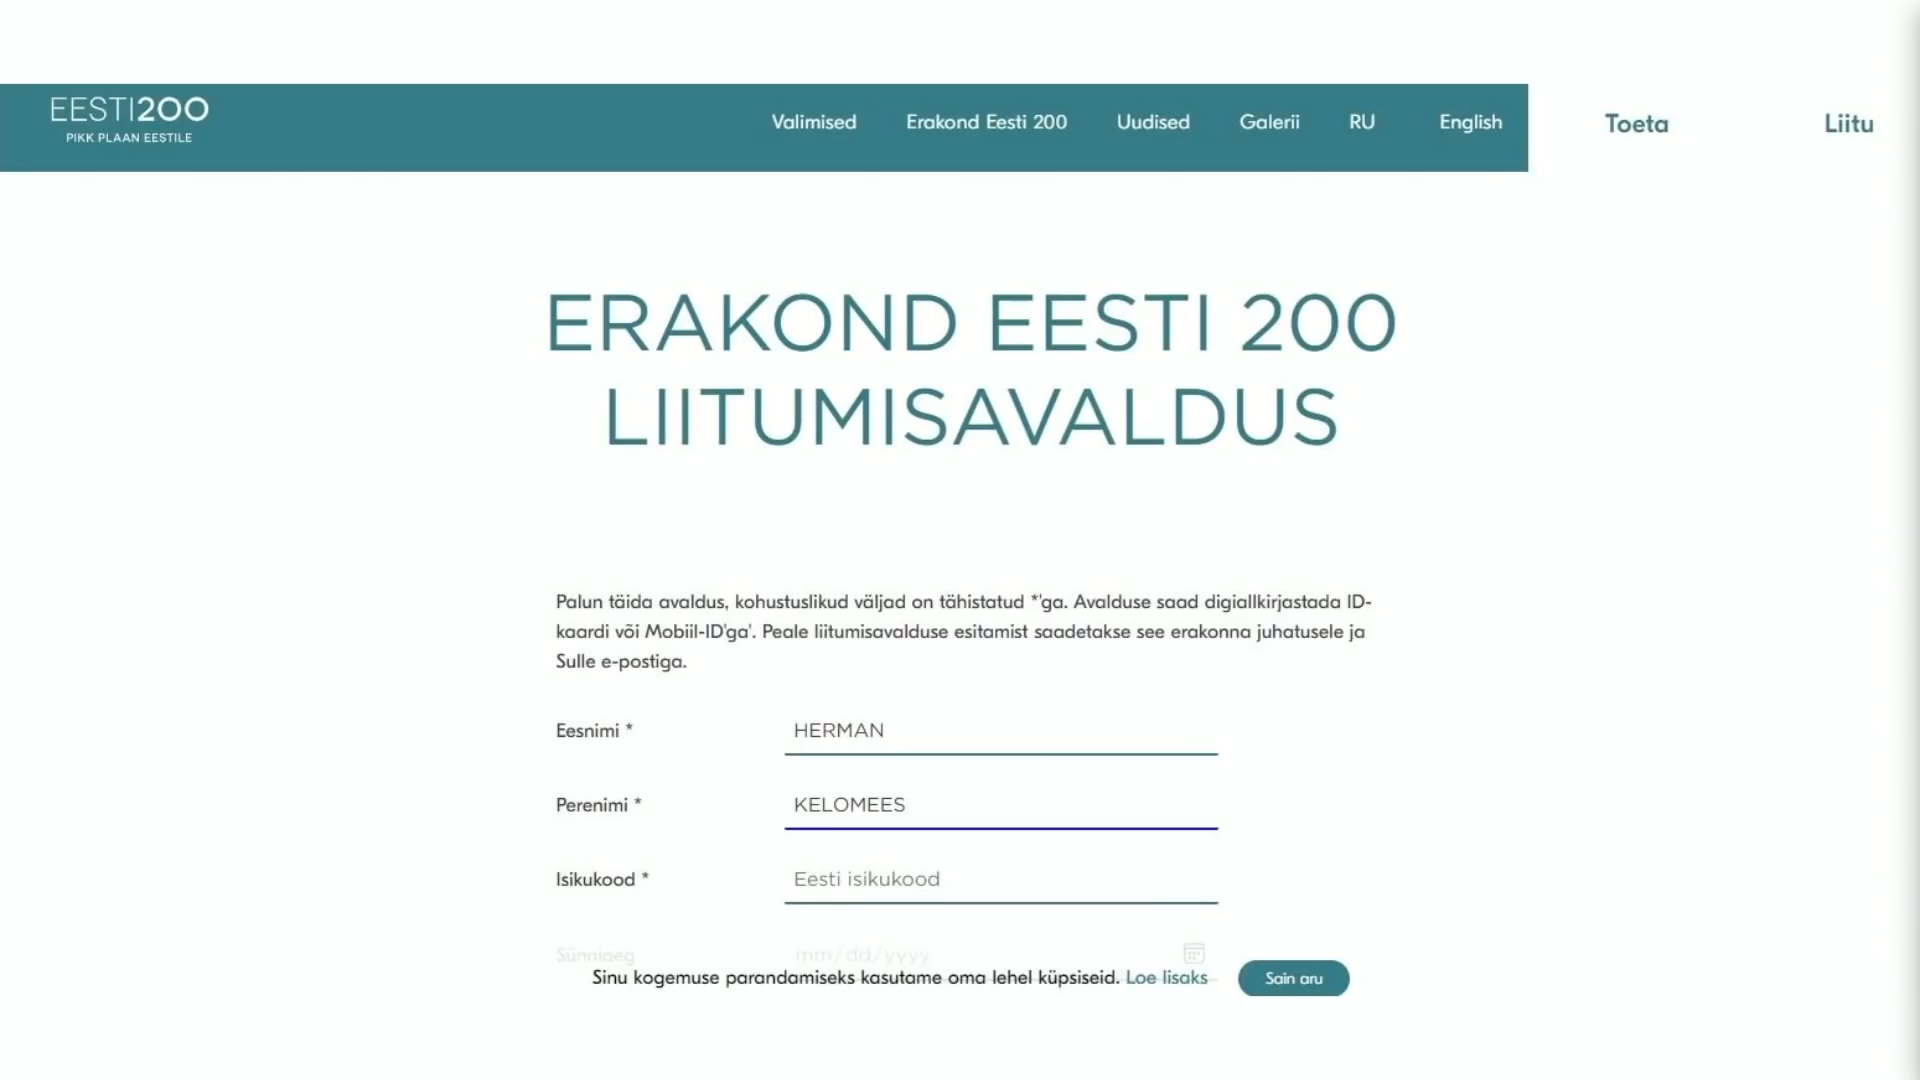 EESTI200
PIKK PLAAN EESTILE
Valimised
Erakond Eesti 200
Uudised
Galerii
RU
English
Toeta
Liitu
ERAKOND EESTI 200
LIITUMISAVALDUS
Palun täida avaldus, kohustuslikud väljad on tähistatud *'ga. Avalduse saad digiallkirjastada ID-
kaardi või Mobiil-ID'ga'. Peale liitumisavalduse esitamist saadetakse see erakonna juhatusele ja
Sulle e-postiga.
Eesnimi *
HERMAN
Perenimi *
KELOMEES
Isikukood *
Eesti isikukood
Sünniaeg
mm/dd/yyyy
Sinu kogemuse parandamiseks kasutame oma lehel küpsiseid. Loe lisaks
Sain aru